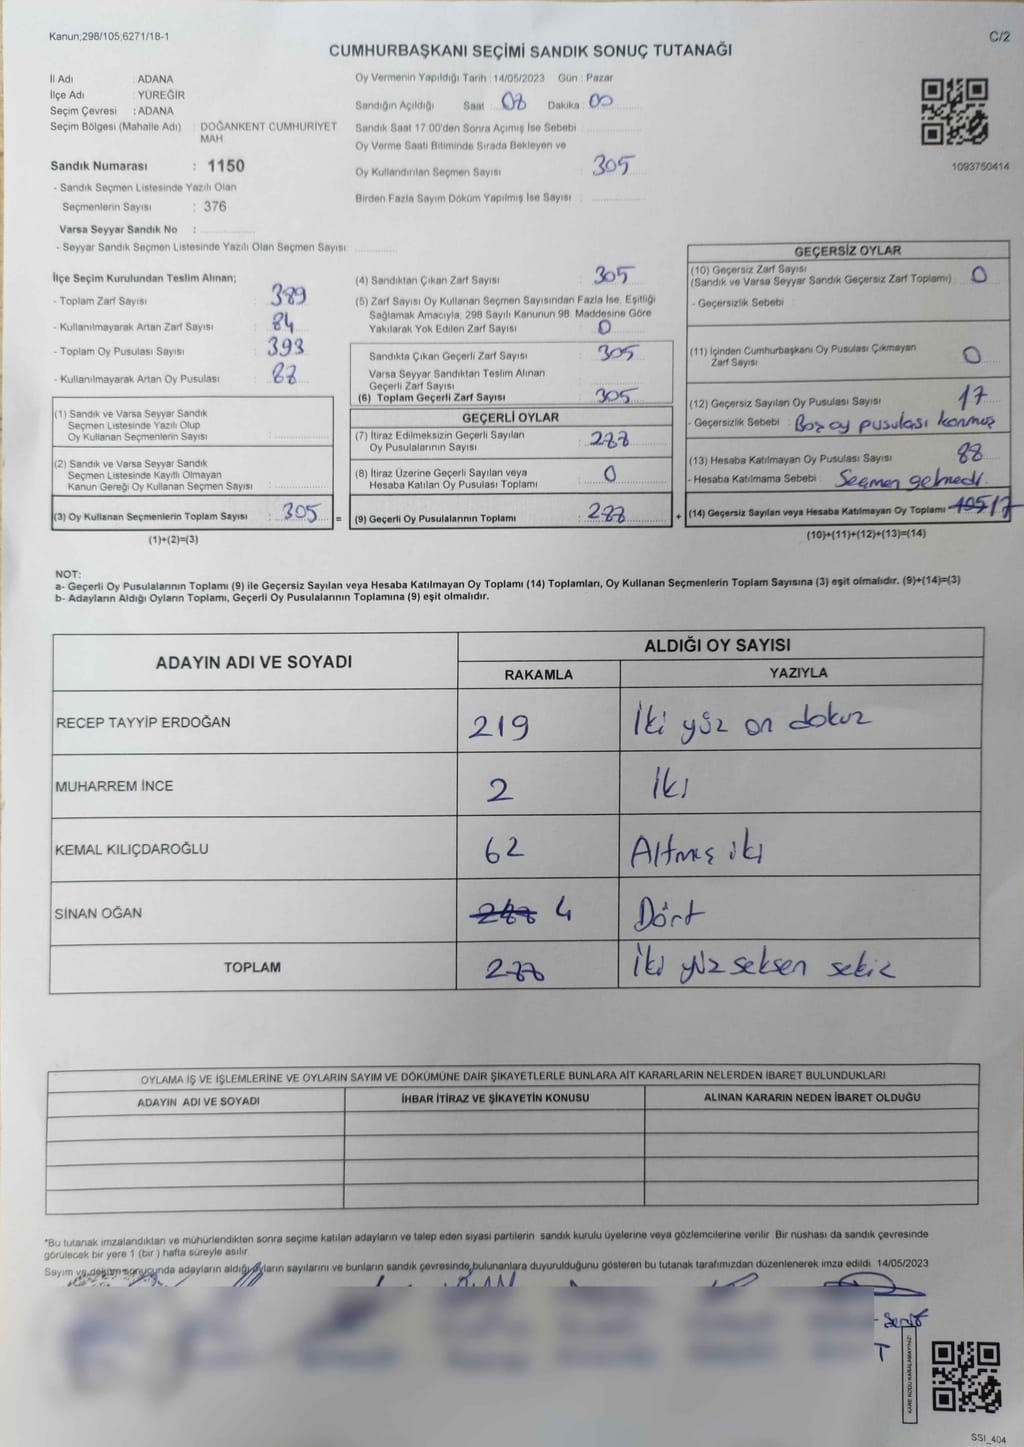 Kanun;298/105,6271/18-1
C/2
CUMHURBAŞKANI SEÇİMİ SANDIK SONUÇ TUTANAĞI
İl Adı : ADANA
İlçe Adı : YÜREĞİR
Seçim Çevresi : ADANA
Seçim Bölgesi (Mahalle Adı) : DOĞANKENT CUMHURİYET
MAH
Sandık Numarası : 1150
- Sandık Seçmen Listesinde Yazılı Olan
Seçmenlerin Sayısı : 376
Varsa Seyyar Sandık No :
- Seyyar Sandık Seçmen Listesinde Yazılı Olan Seçmen Sayısı
Oy Vermenin Yapıldığı Tarih : 14/05/2023 Gün : Pazar
Sandığın Açıldığı Saat : 08 Dakika : 00
Sandık Saat 17.00'den Sonra Açımış İse Sebebi
Oy Verme Saati Bitiminde Sırada Bekleyen ve
Oy Kullandırılan Seçmen Sayısı : 305
Birden Fazla Sayım Döküm Yapılmış İse Sayısı :
1093750414
İlçe Seçim Kurulundan Teslim Alınan;
- Toplam Zarf Sayısı : 389
- Kullanılmayarak Artan Zarf Sayısı : 84
- Toplam Oy Pusulası Sayısı : 393
- Kullanılmayarak Artan Oy Pusulası : 88
(1) Sandık ve Varsa Seyyar Sandık
Seçmen Listesinde Yazılı Olup
Oy Kullanan Seçmenlerin Sayısı :
(2) Sandık ve Varsa Seyyar Sandık
Seçmen Listesinde Kayıtlı Olmayan
Kanun Gereği Oy Kullanan Seçmen Sayısı :
(3) Oy Kullanan Seçmenlerin Toplam Sayısı : 305 =
(1)+(2)=(3)
(4) Sandıktan Çıkan Zarf Sayısı : 305
(5) Zarf Sayısı Oy Kullanan Seçmen Sayısından Fazla İse, Eşitliği
Sağlamak Amacıyla, 298 Sayılı Kanunun 98. Maddesine Göre
Yakılarak Yok Edilen Zarf Sayısı : 0
Sandıkta Çıkan Geçerli Zarf Sayısı : 305
Varsa Seyyar Sandıktan Teslim Alınan
Geçerli Zarf Sayısı :
(6) Toplam Geçerli Zarf Sayısı : 305
GEÇERLİ OYLAR
(7) İtiraz Edilmeksizin Geçerli Sayılan
Oy Pusulalarının Sayısı : 288
(8) İtiraz Üzerine Geçerli Sayılan veya
Hesaba Katılan Oy Pusulası Toplamı : 0
(9) Geçerli Oy Pusulalarının Toplamı : 288 +
GEÇERSİZ OYLAR
(10) Geçersiz Zarf Sayısı
(Sandık ve Varsa Seyyar Sandık Geçersiz Zarf Toplamı) : 0
- Geçersizlik Sebebi :
(11) İçinden Cumhurbaşkanı Oy Pusulası Çıkmayan
Zarf Sayısı : 0
(12) Geçersiz Sayılan Oy Pusulası Sayısı : 17
- Geçersizlik Sebebi : Boş oy pusulası konmuş
(13) Hesaba Katılmayan Oy Pusulası Sayısı : 88
- Hesaba Katılmama Sebebi : Seçmen gelmedi
(14) Geçersiz Sayılan veya Hesaba Katılmayan Oy Toplamı : 105 17
(10)+(11)+(12)+(13)=(14)
NOT:
a- Geçerli Oy Pusulalarının Toplamı (9) ile Geçersiz Sayılan veya Hesaba Katılmayan Oy Toplamı (14) Toplamları, Oy Kullanan Seçmenlerin Toplam Sayısına (3) eşit olmalıdır. (9)+(14)=(3)
b- Adayların Aldığı Oyların Toplamı, Geçerli Oy Pusulalarının Toplamına (9) eşit olmalıdır.
ADAYIN ADI VE SOYADI
ALDIĞI OY SAYISI
RAKAMLA YAZIYLA
RECEP TAYYİP ERDOĞAN 219 İki yüz on dokuz
MUHARREM İNCE 2 İki
KEMAL KILIÇDAROĞLU 62 Altmış iki
SİNAN OĞAN 288 4 Dört
TOPLAM 288 İki yüz seksen sekiz
OYLAMA İŞ VE İŞLEMLERİNE VE OYLARIN SAYIM VE DÖKÜMÜNE DAİR ŞİKAYETLERLE BUNLARA AİT KARARLARIN NELERDEN İBARET BULUNDUKLARI
ADAYIN ADI VE SOYADI İHBAR İTİRAZ VE ŞİKAYETİN KONUSU ALINAN KARARIN NEDEN İBARET OLDUĞU
*Bu tutanak imzalandıktan ve mühürlendikten sonra seçime katılan adayların ve talep eden siyasi partilerin sandık kurulu üyelerine veya gözlemcilerine verilir. Bir nüshası da sandık çevresinde
görülecek bir yere 1 (bir ) hafta süreyle asılır.
Sayım ve döküm sonucunda adayların aldığı oyların sayılarını ve bunların sandık çevresinde bulunanlara duyurulduğunu gösteren bu tutanak tarafımızdan düzenlenerek imza edildi. 14/05/2023
T
KARE KODU KARALAMAYINIZ!
SSI_404